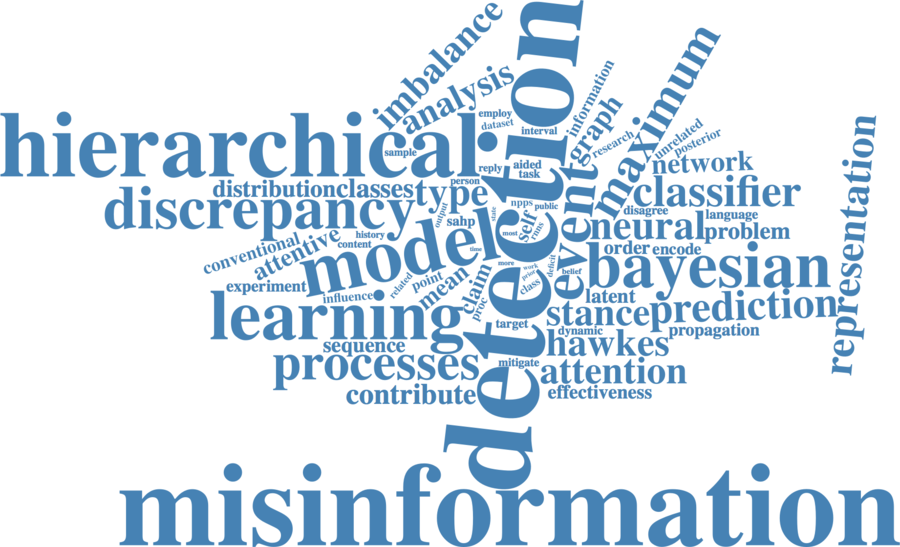 imbalance
analysis
detection
maximum
information
graph
hierarchical
employ
dataset
interval
research
unrelated
posterior
representation
sample
reply
aided
task
network
distribution
classes
type
person
event
classifier
discrepancy
output
state
npps
public
self
disagree
language
sahp
neural
problem
history
most
rnns
conventional
attentive
content
model
time
order
encode
more
work
prior
deficit
belief
bayesian
experiment
influence
related
point
mean
claim
proc
class
latent
learning
target
stance
prediction
dynamic
propagation
sequence
hawkes
processes
mitigate
attention
contribute
effectiveness
misinformation